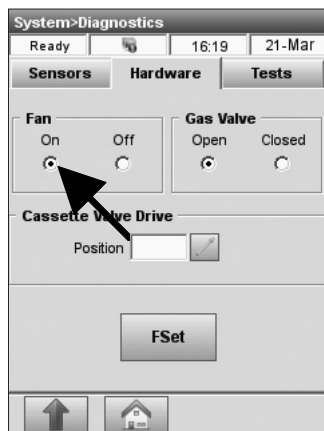 System>Diagnostics
Ready 16:19 21-Mar
Sensors Hardware Tests
Fan Gas Valve
On Off Open Closed
Cassette Valve Drive
Position
FSet